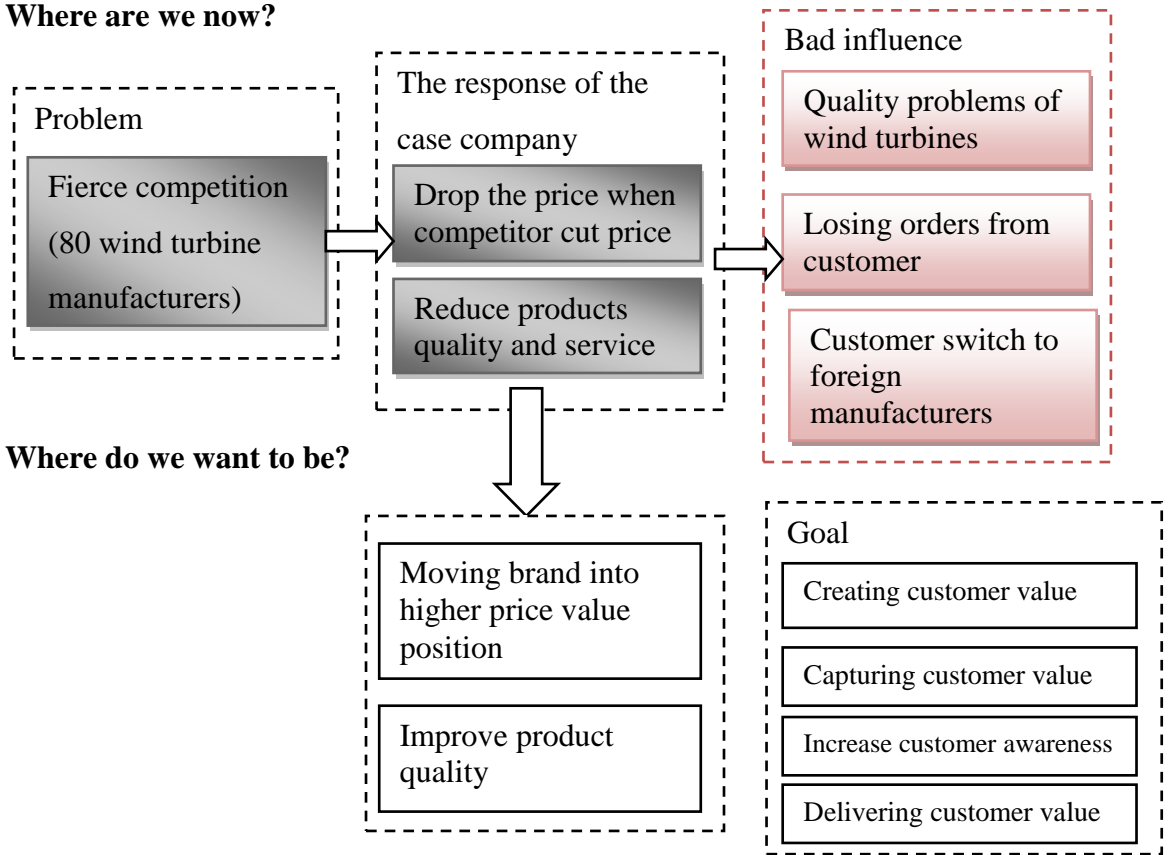 Where are we now?
Problem
Fierce competition
(80 wind turbine
manufacturers)
The response of the
case company
Drop the price when
competitor cut price
Reduce products
quality and service
Bad influence
Quality problems of
wind turbines
Losing orders from
customer
Customer switch to
foreign
manufacturers
Where do we want to be?
Moving brand into
higher price value
position
Improve product
quality
Goal
Creating customer value
Capturing customer value
Increase customer awareness
Delivering customer value